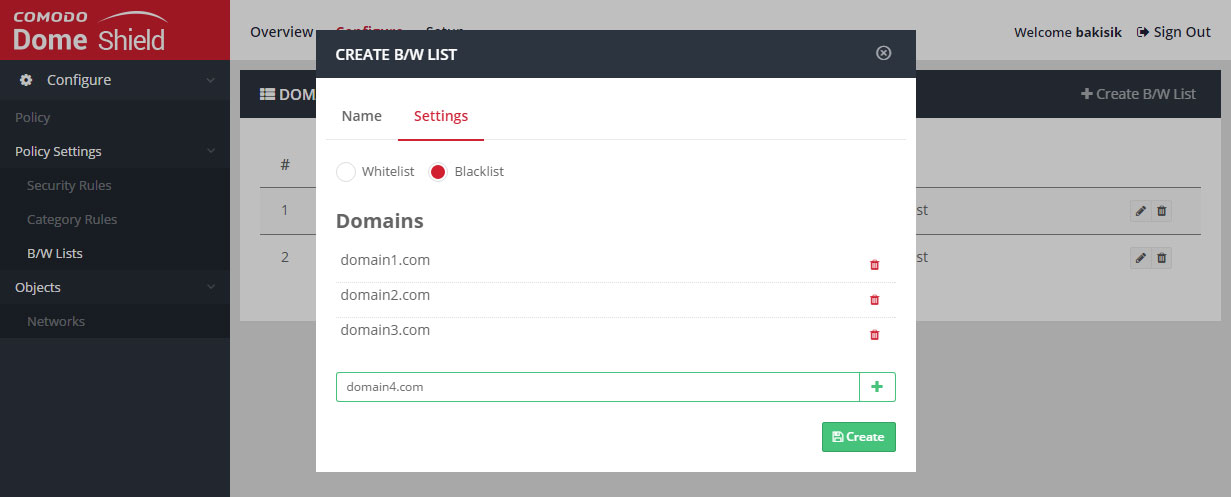 COMODO
Dome Shield
Overview Configure Setup
Welcome bakisik Sign Out
Configure
Policy
Policy Settings
Security Rules
Category Rules
B/W Lists
Objects
Networks
DOM
+ Create B/W List
#
1
st
2
st
CREATE B/W LIST
Name Settings
Whitelist Blacklist
Domains
domain1.com
domain2.com
domain3.com
domain4.com
Create